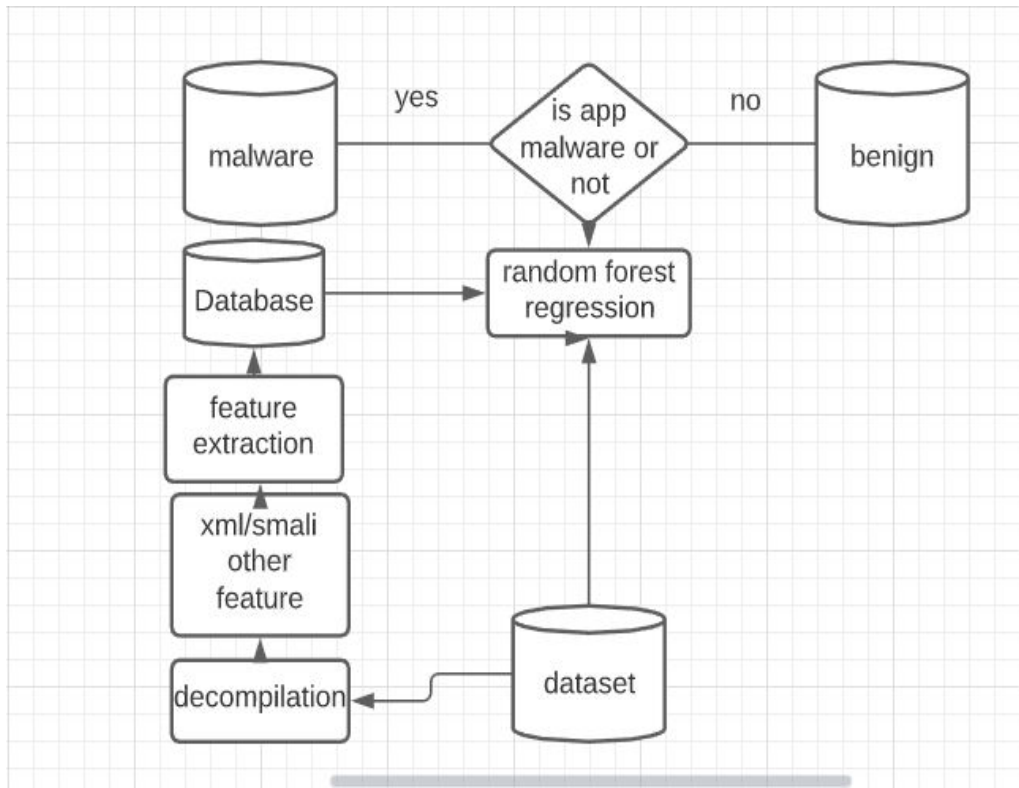 yes
no
malware
is app
malware or
not
benign
Database
random forest
regression
feature
extraction
xml/smali
other
feature
decompilation
dataset